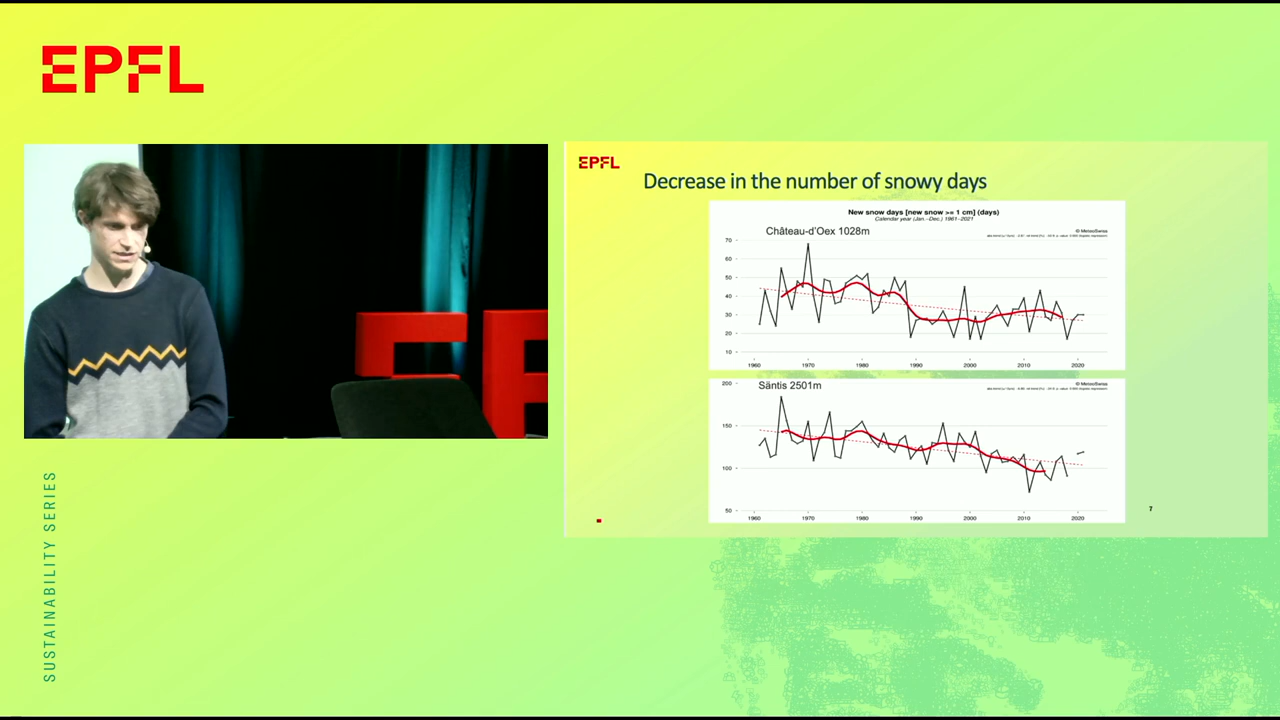 EPFL
EPFL
Decrease in the number of snowy days
New snow days [new snow >= 1 cm] (days)
Calendar year (Jan.–Dec.) 1961–2021
© MeteoSwiss
Château-d'Oex 1028m
70
60
50
40
30
20
10
1960
1970
1980
1990
2000
2010
2020
Säntis 2501m
© MeteoSwiss
200
150
100
50
1960
1970
1980
1990
2000
2010
2020
7
SUSTAINABILITY SERIES